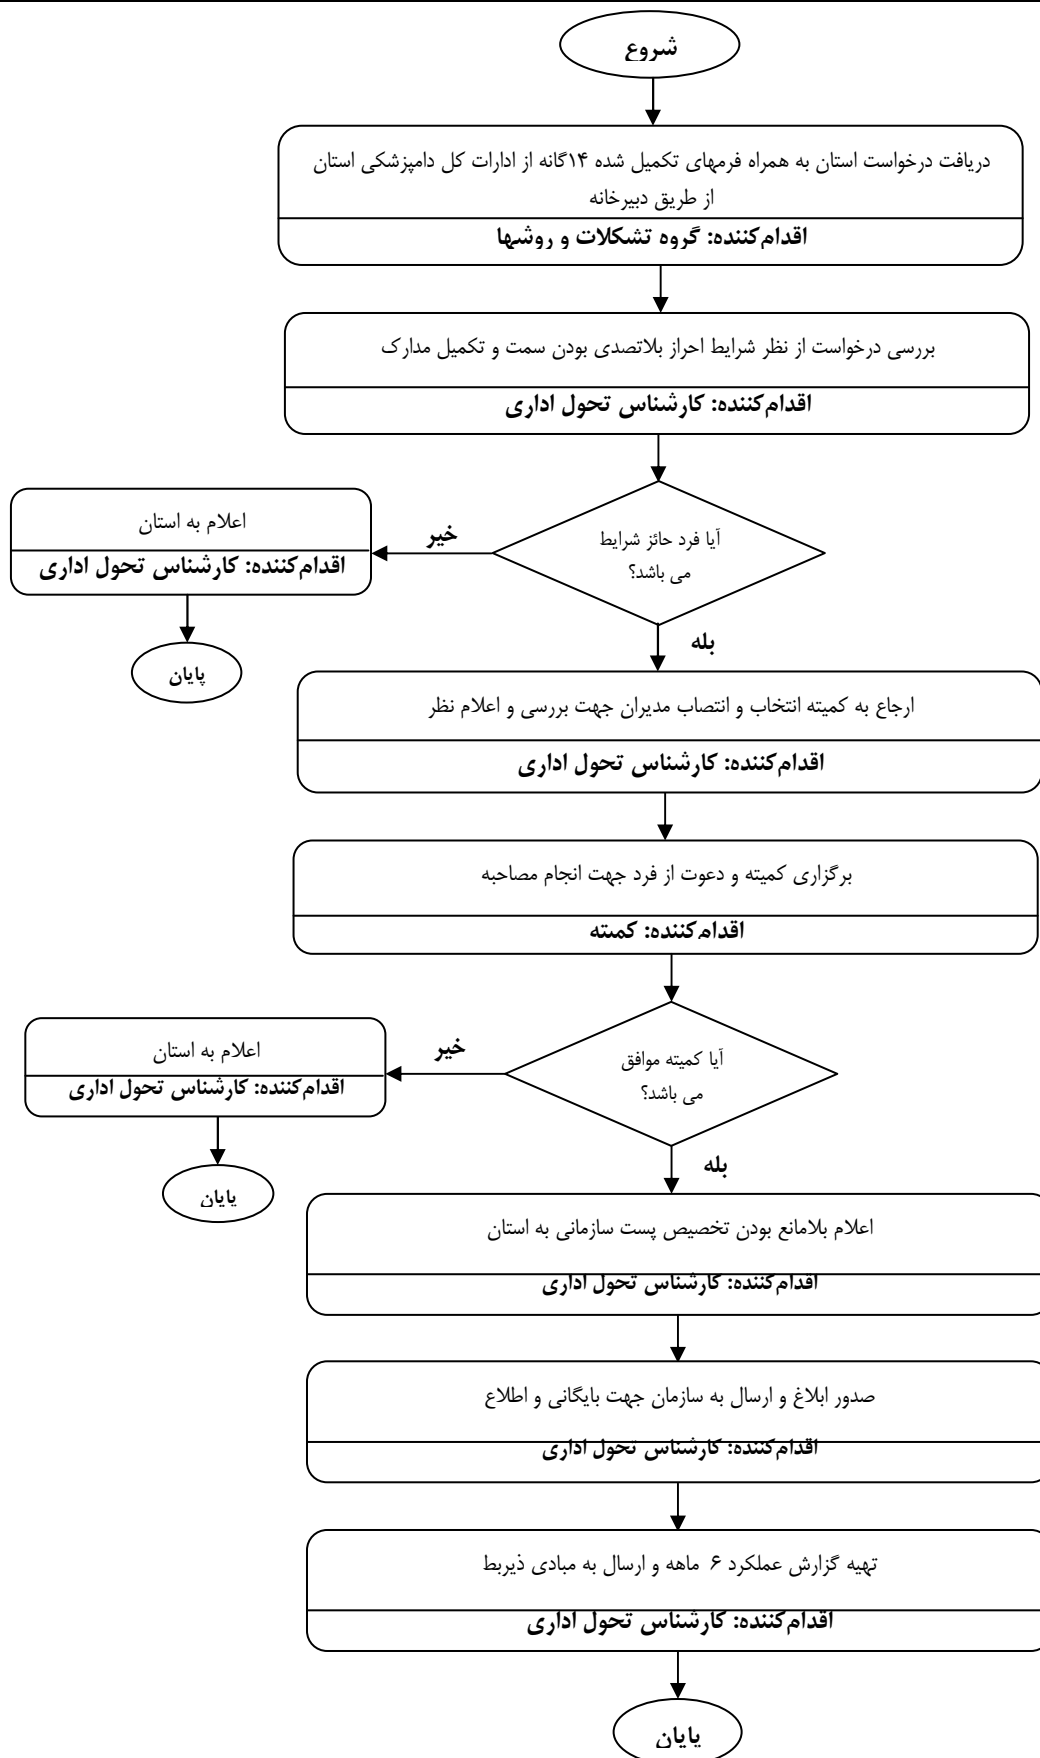 شروع
دریافت درخواست استان به همراه فرمهای تکمیل شده ۱۴گانه از ادارات کل دامپزشکی استان
از طریق دبیرخانه
اقدام‌کننده: گروه تشکلات و روشها
بررسی درخواست از نظر شرایط احراز بلاتصدی بودن سمت و تکمیل مدارک
اقدام‌کننده: کارشناس تحول اداری
آیا فرد حائز شرایط
می باشد؟
خیر
اعلام به استان
اقدام‌کننده: کارشناس تحول اداری
پایان
بله
ارجاع به کمیته انتخاب و انتصاب مدیران جهت بررسی و اعلام نظر
اقدام‌کننده: کارشناس تحول اداری
برگزاری کمیته و دعوت از فرد جهت انجام مصاحبه
اقدام‌کننده: کمیته
آیا کمیته موافق
می باشد؟
خیر
اعلام به استان
اقدام‌کننده: کارشناس تحول اداری
پایان
بله
اعلام بلامانع بودن تخصیص پست سازمانی به استان
اقدام‌کننده: کارشناس تحول اداری
صدور ابلاغ و ارسال به سازمان جهت بایگانی و اطلاع
اقدام‌کننده: کارشناس تحول اداری
تهیه گزارش عملکرد ۶ ماهه و ارسال به مبادی ذیربط
اقدام‌کننده: کارشناس تحول اداری
پایان